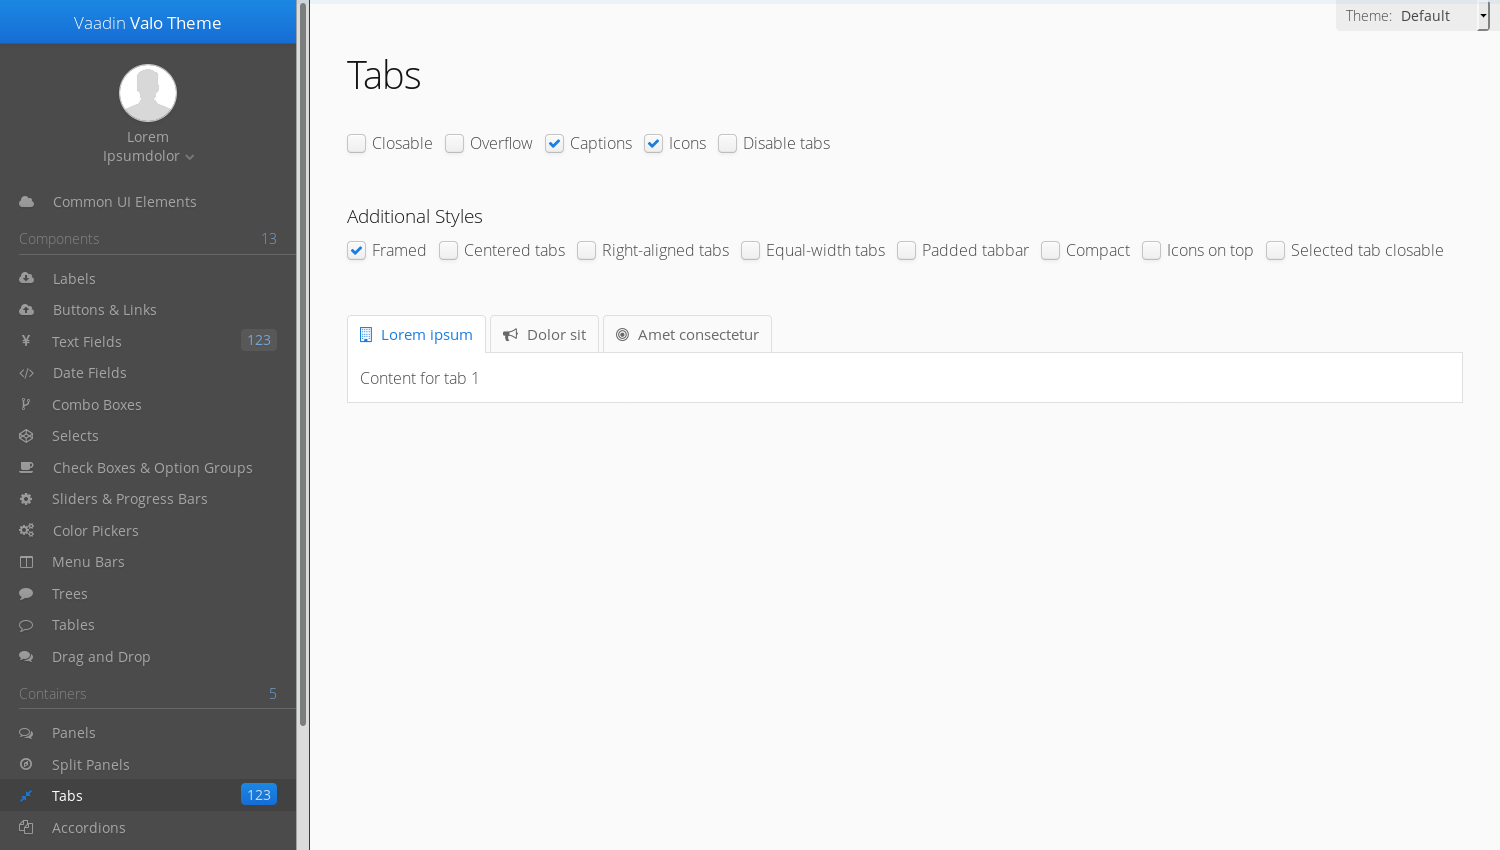 Vaadin Valo Theme
Lorem
Ipsumdolor
Common UI Elements
Components 13
Labels
Buttons & Links
Text Fields 123
Date Fields
Combo Boxes
Selects
Check Boxes & Option Groups
Sliders & Progress Bars
Color Pickers
Menu Bars
Trees
Tables
Drag and Drop
Containers 5
Panels
Split Panels
Tabs 123
Accordions
Theme: Default
Tabs
Closable Overflow Captions Icons Disable tabs
Additional Styles
Framed Centered tabs Right-aligned tabs Equal-width tabs Padded tabbar Compact Icons on top Selected tab closable
Lorem ipsum Dolor sit Amet consectetur
Content for tab 1